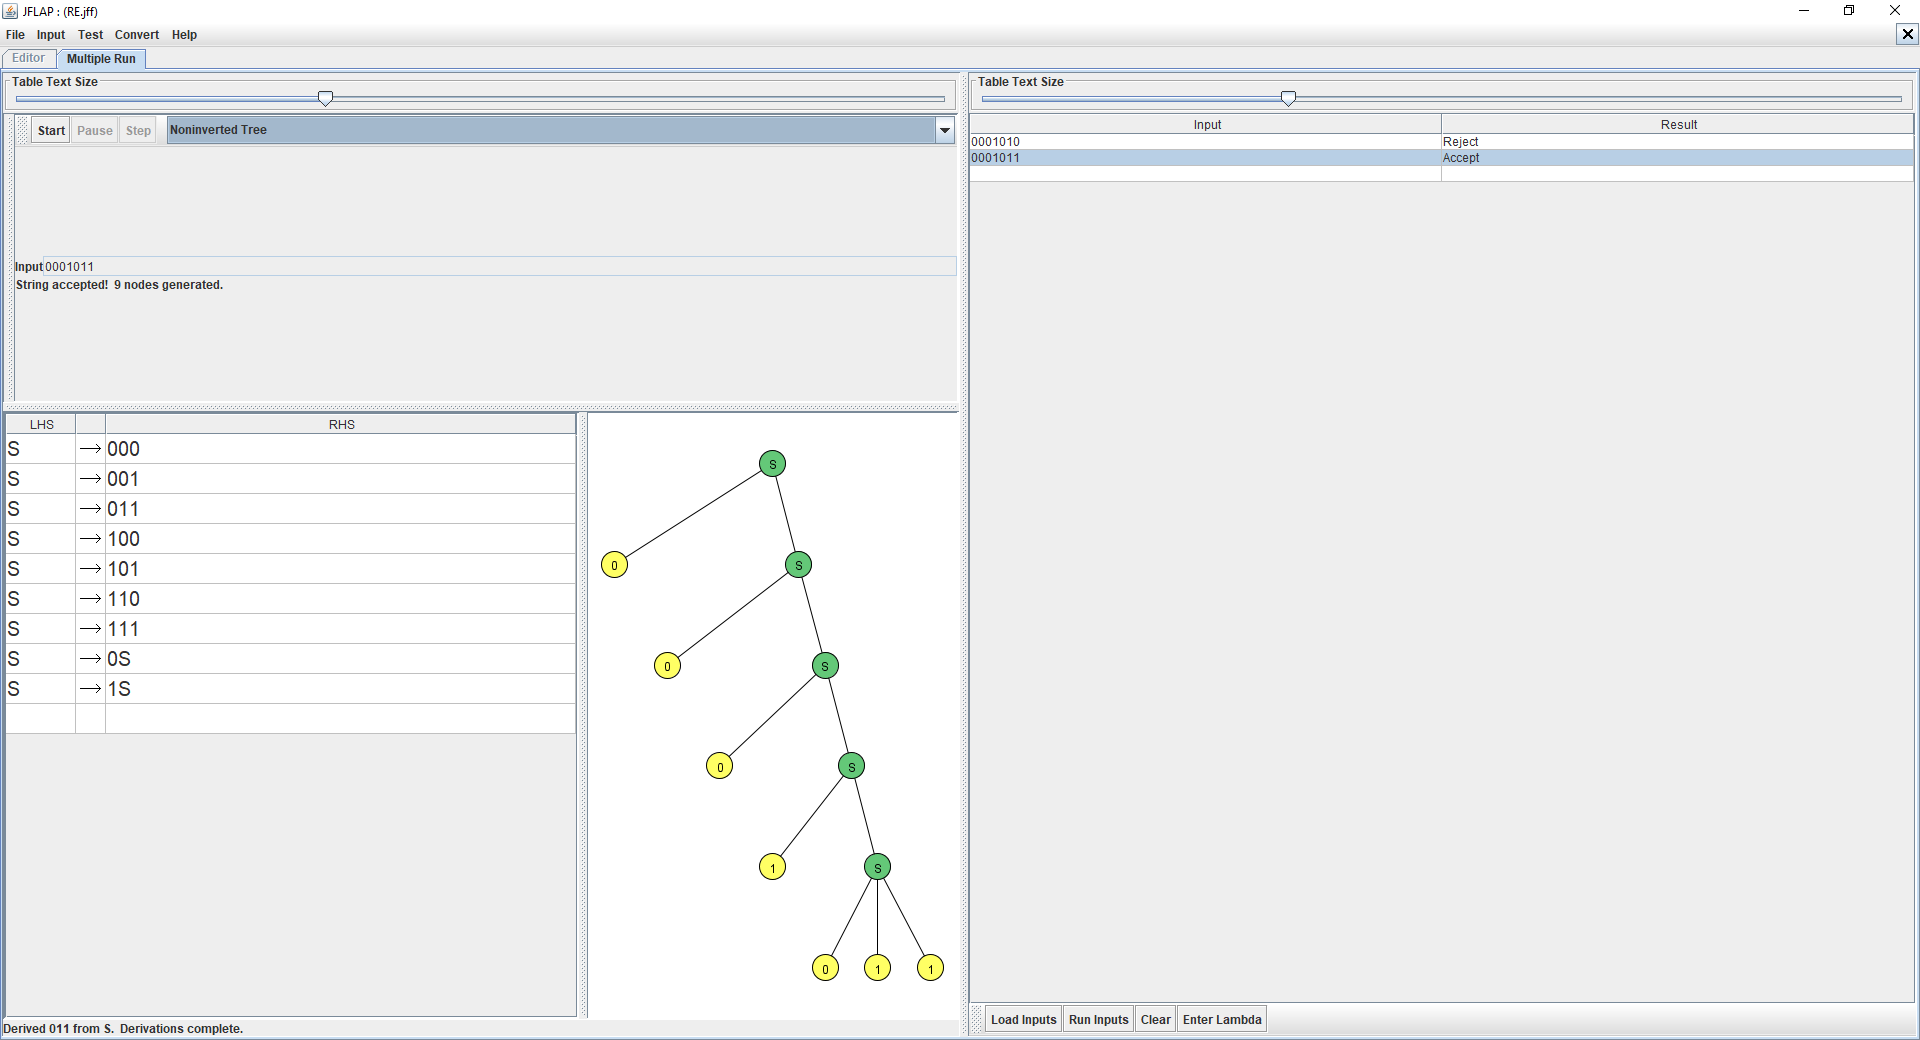 JFLAP : (RE.jff)
File Input Test Convert Help
Editor Multiple Run
Table Text Size
Start Pause Step Noninverted Tree
Input 0001011
String accepted! 9 nodes generated.
LHS RHS
S → 000
S → 001
S → 011
S → 100
S → 101
S → 110
S → 111
S → 0S
S → 1S
S
0 S
0 S
0 S
1 S
0 1 1
Derived 011 from S. Derivations complete.
Table Text Size
Input Result
0001010 Reject
0001011 Accept
Load Inputs Run Inputs Clear Enter Lambda